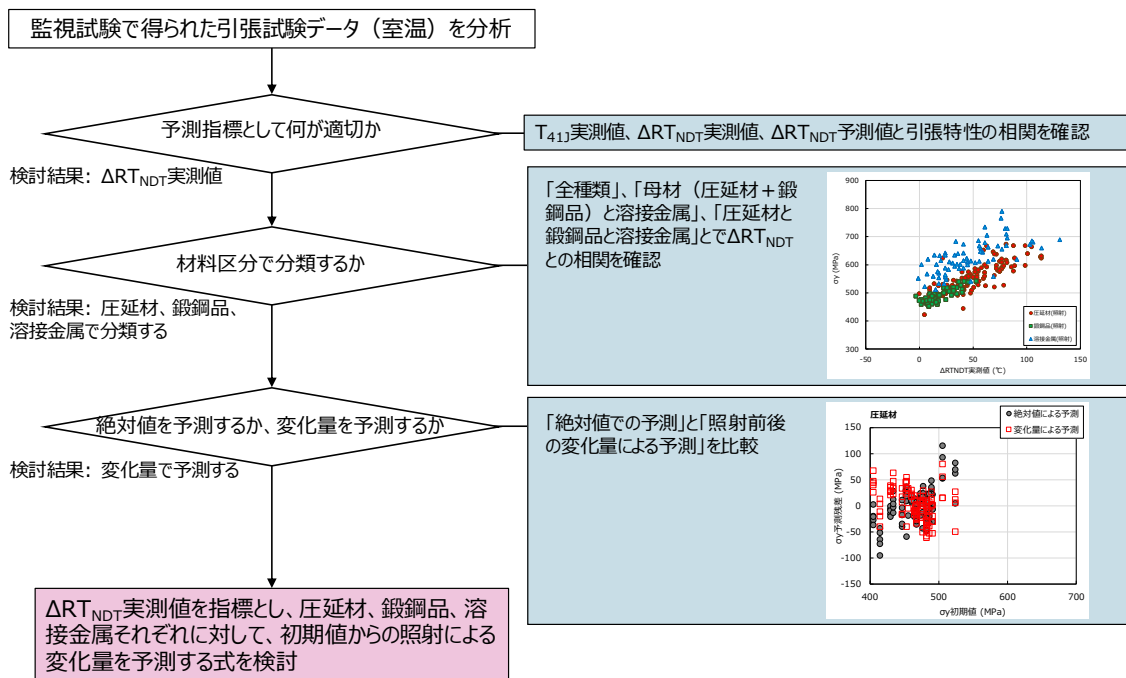 監視試験で得られた引張試験データ（室温）を分析
予測指標として何が適切か
T41J実測値、ΔRTNDT実測値、ΔRTNDT予測値と引張特性の相関を確認
検討結果：ΔRTNDT実測値
「全種類」、「母材（圧延材＋鍛
鋼品）と溶接金属」、「圧延材と
鍛鋼品と溶接金属」とでΔRTNDT
との相関を確認
900
800
700
600
500
400
300
-50
0
50
100
150
σy (MPa)
ΔRTNDT実測値 (℃)
圧延材(照射)
鍛鋼品(照射)
溶接金属(照射)
材料区分で分類するか
検討結果：圧延材、鍛鋼品、
溶接金属で分類する
絶対値を予測するか、変化量を予測するか
「絶対値での予測」と「照射前後
の変化量による予測」を比較
圧延材
絶対値による予測
変化量による予測
150
100
50
0
-50
-100
-150
400
500
600
700
σy予測残差 (MPa)
σy初期値 (MPa)
検討結果：変化量で予測する
ΔRTNDT実測値を指標とし、圧延材、鍛鋼品、溶
接金属それぞれに対して、初期値からの照射による
変化量を予測する式を検討